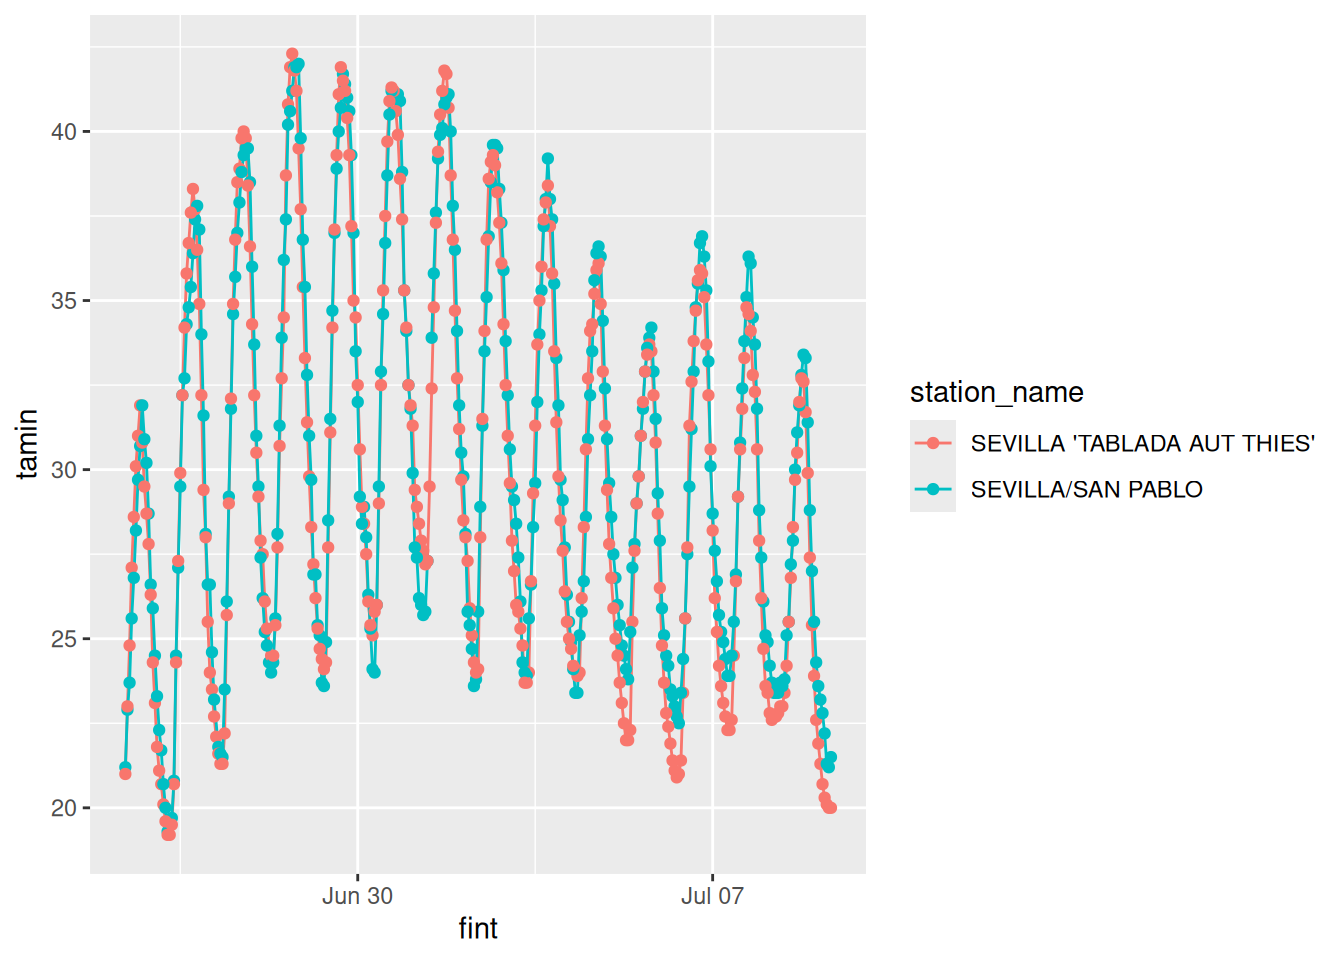 40
35
30
25
20
tamin
Jun 30
Jul 07
fint
station_name
SEVILLA 'TABLADA AUT THIES'
SEVILLA/SAN PABLO